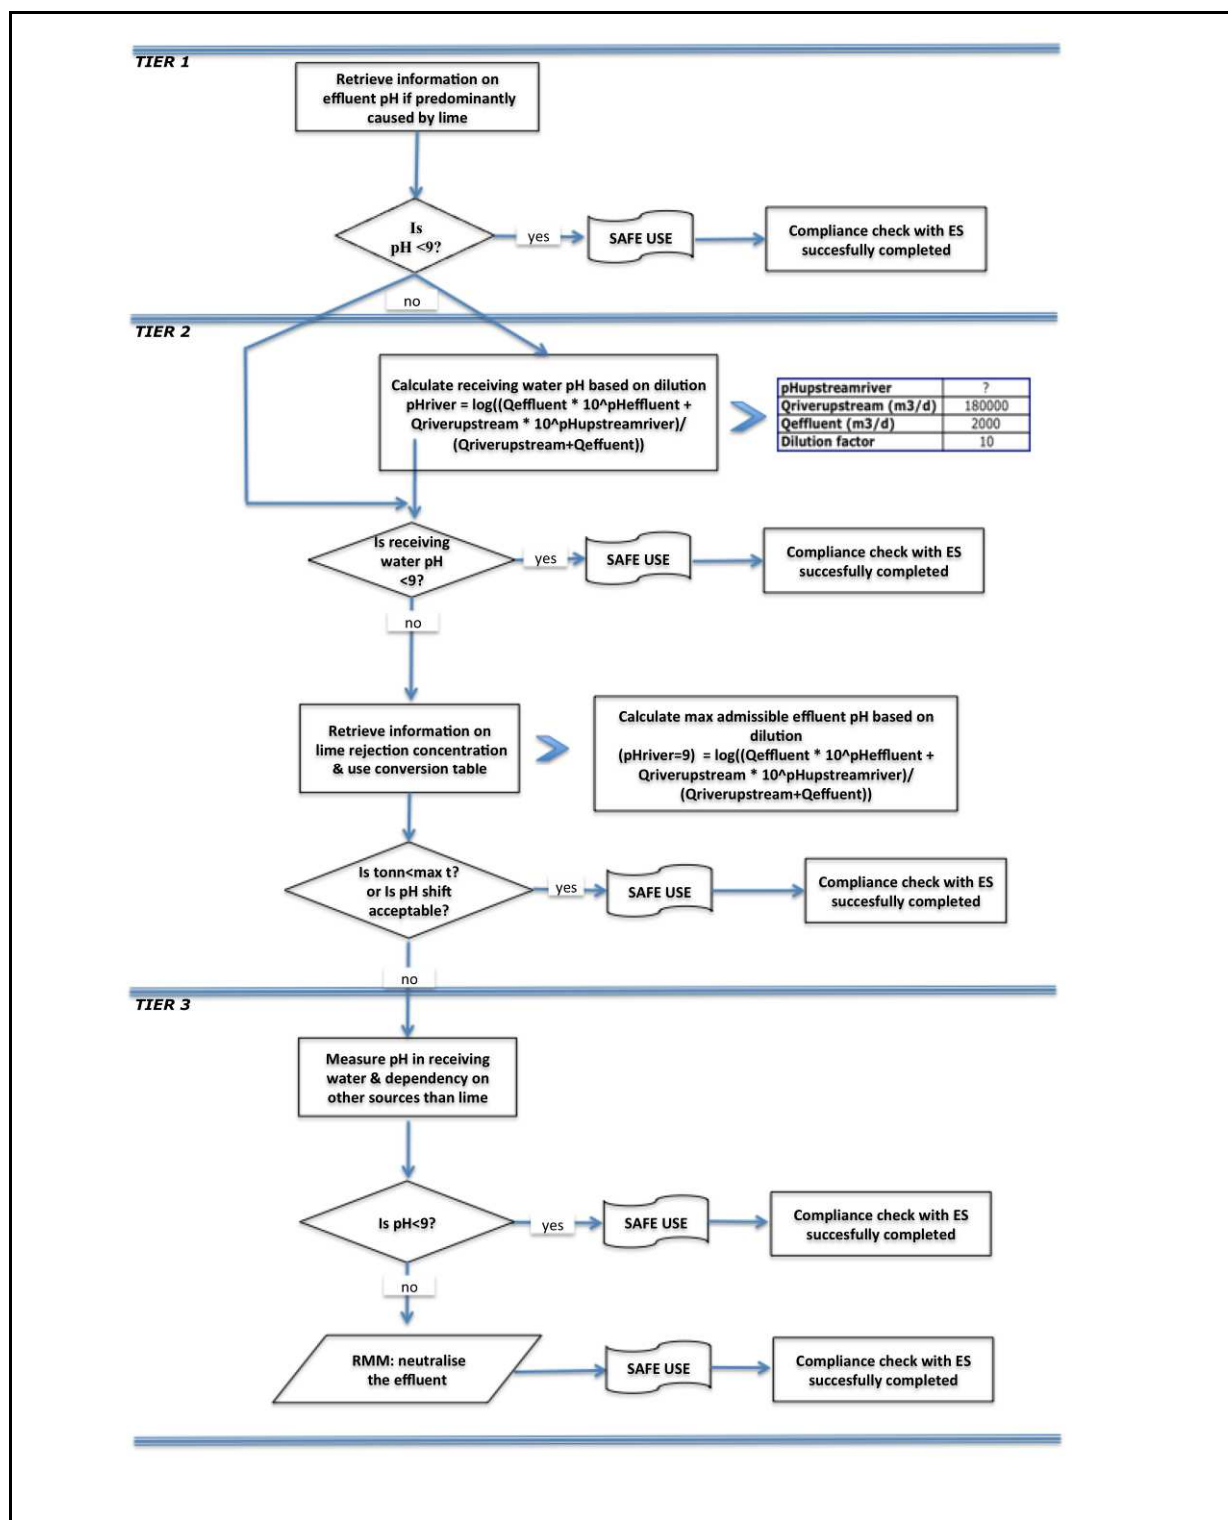 TIER 1
Retrieve information on
effluent pH if predominantly
caused by lime
Is
pH <9?
yes
SAFE USE
Compliance check with ES
succesfully completed
no
TIER 2
Calculate receiving water pH based on dilution
pHriver = log((Qeffluent * 10^pHeffluent +
Qriverupstream * 10^pHupstreamriver)/
(Qriverupstream+Qeffuent))
pHupstreamriver ?
Qriverupstream (m3/d) 180000
Qeffluent (m3/d) 2000
Dilution factor 10
Is receiving
water pH
<9?
yes
SAFE USE
Compliance check with ES
succesfully completed
no
Retrieve information on
lime rejection concentration
& use conversion table
Calculate max admissible effluent pH based on
dilution
(pHriver=9) = log((Qeffluent * 10^pHeffluent +
Qriverupstream * 10^pHupstreamriver)/
(Qriverupstream+Qeffuent))
Is tonn<max t?
or Is pH shift
acceptable?
yes
SAFE USE
Compliance check with ES
succesfully completed
no
TIER 3
Measure pH in receiving
water & dependency on
other sources than lime
Is pH<9?
yes
SAFE USE
Compliance check with ES
succesfully completed
no
RMM: neutralise
the effluent
SAFE USE
Compliance check with ES
succesfully completed